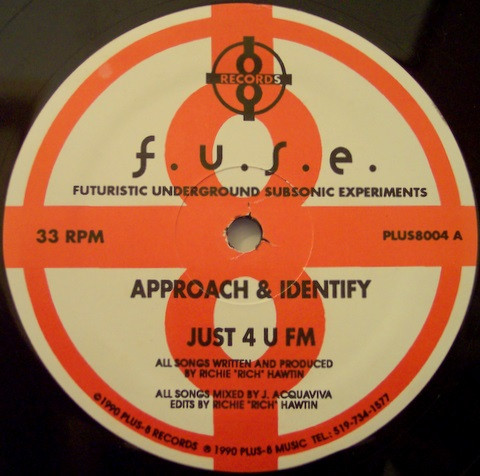 8
RECORDS
8
f.u.s.e.
FUTURISTIC UNDERGROUND SUBSONIC EXPERIMENTS
33 RPM
PLUS8004 A
APPROACH & IDENTIFY
JUST 4 U FM
ALL SONGS WRITTEN AND PRODUCED
BY RICHIE "RICH" HAWTIN
ALL SONGS MIXED BY J. ACQUAVIVA
EDITS BY RICHIE "RICH" HAWTIN
©1990 PLUS-8 RECORDS ℗ 1990 PLUS-8 MUSIC TEL.: 519-734-1577